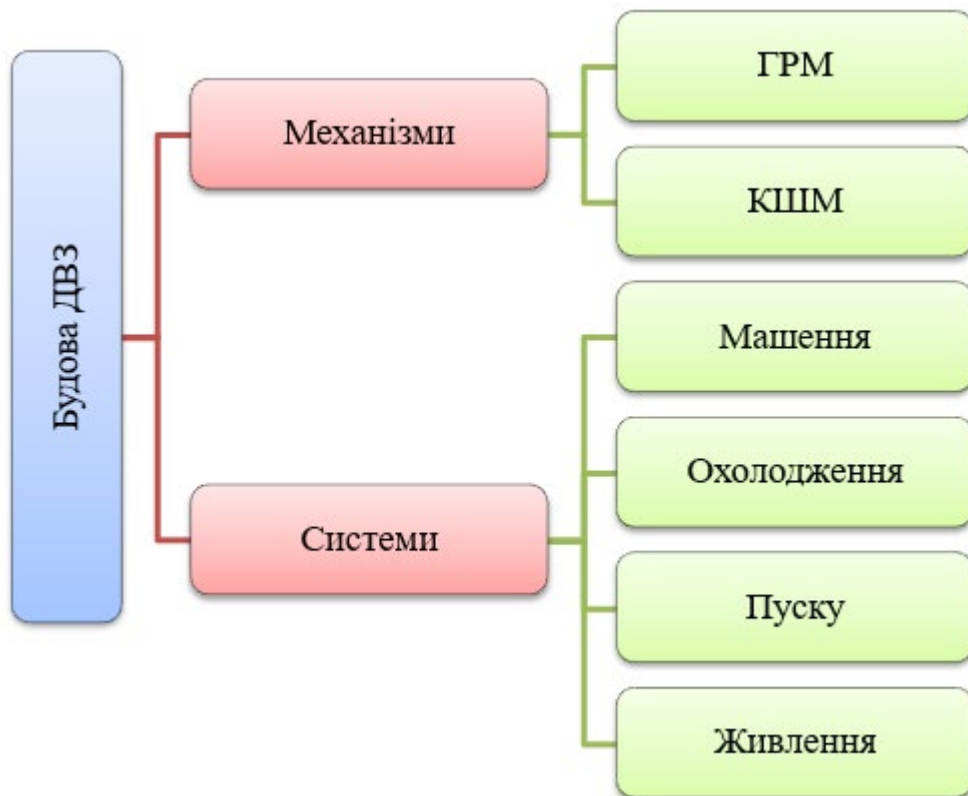 Будова ДВЗ
Механізми
ГРМ
КШМ
Системи
Машення
Охолодження
Пуску
Живлення